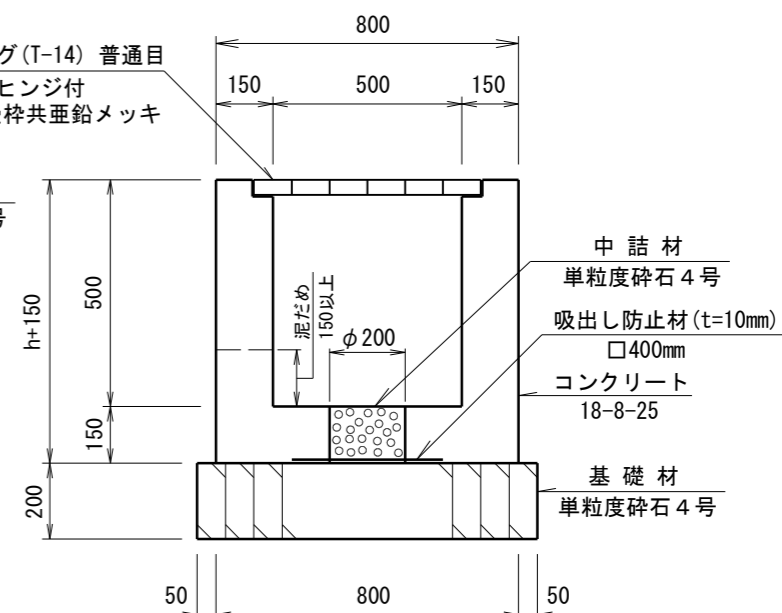 800
グ(T-14) 普通目
ヒンジ付
枠共亜鉛メッキ
150
500
150
号
h+150
500
150
200
泥だめ
150以上
φ200
中 詰 材
単粒度砕石４号
吸出し防止材(t=10mm)
□400mm
コンクリート
18-8-25
基 礎 材
単粒度砕石４号
50
800
50